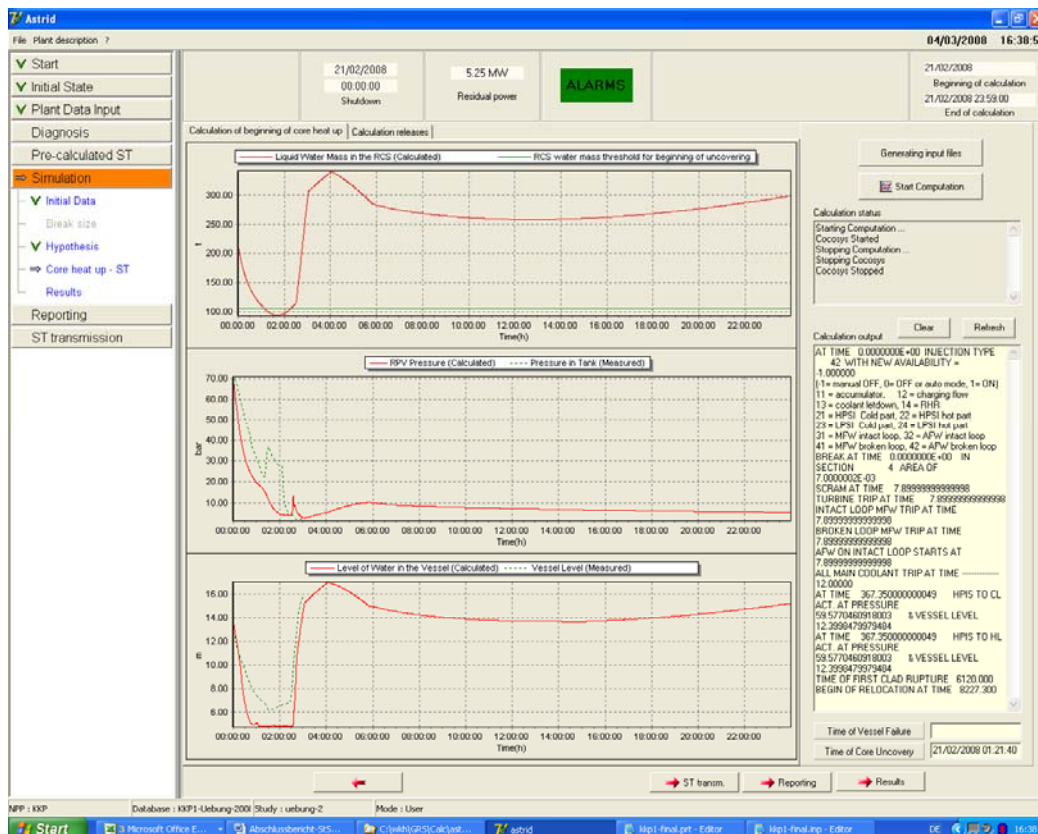 Astrid
File Plant description ?
04/03/2008 16:38:5
Start
Initial State
Plant Data Input
Diagnosis
Pre-calculated ST
Simulation
Initial Data
Break size
Hypothesis
Core heat up - ST
Results
Reporting
ST transmission
21/02/2008
00:00:00
Shutdown
5.25 MW
Residual power
ALARMS
21/02/2008
Beginning of calculation
21/02/2008 23:59:00
End of calculation
Calculation of beginning of core heat up
Calculation releases
Liquid Water Mass in the RCS (Calculated)
RCS water mass threshold for beginning of uncovering
300.00
250.00
200.00
150.00
100.00
t
00:00:00 02:00:00 04:00:00 06:00:00 08:00:00 10:00:00 12:00:00 14:00:00 16:00:00 18:00:00 20:00:00 22:00:00
Time(h)
RPV Pressure (Calculated)
Pressure in Tank (Measured)
70.00
60.00
50.00
40.00
30.00
20.00
10.00
bar
00:00:00 02:00:00 04:00:00 06:00:00 08:00:00 10:00:00 12:00:00 14:00:00 16:00:00 18:00:00 20:00:00 22:00:00
Time(h)
Level of Water in the Vessel (Calculated)
Vessel Level (Measured)
16.00
14.00
12.00
10.00
8.00
6.00
m
00:00:00 02:00:00 04:00:00 06:00:00 08:00:00 10:00:00 12:00:00 14:00:00 16:00:00 18:00:00 20:00:00 22:00:00
Time(h)
Generating input files
Start Computation
Calculation status
Starting Computation ...
Cocosys Started
Stopping Computation ...
Stopping Cocosys
Cocosys Stopped
Clear
Refresh
Calculation output
AT TIME 0.0000000E+00 INJECTION TYPE
42 WITH NEW AVAILABILITY =
-1.000000
(-1= manual OFF, 0= OFF or auto mode, 1= ON)
11 = accumulator, 12 = charging flow
13 = coolant letdown, 14 = RHR
21 = HPSI Cold part, 22 = HPSI hot part
23 = LPSI Cold part, 24 = LPSI hot part
31 = MFW intact loop, 32 = AFW intact loop
41 = MFW broken loop, 42 = AFW broken loop
BREAK AT TIME 0.0000000E+00 IN
SECTION 4 AREA OF
7.0000002E-03
SCRAM AT TIME 7.89999999999998
TURBINE TRIP AT TIME 7.89999999999998
INTACT LOOP MFW TRIP AT TIME
7.89999999999998
BROKEN LOOP MFW TRIP AT TIME
7.89999999999998
AFW ON INTACT LOOP STARTS AT
7.89999999999998
ALL MAIN COOLANT TRIP AT TIME -------------
12.00000
AT TIME 367.350000000049 HPIS TO CL
ACT. AT PRESSURE
59.5770460918003 & VESSEL LEVEL
12.3998479979484
AT TIME 367.350000000049 HPIS TO HL
ACT. AT PRESSURE
59.5770460918003 & VESSEL LEVEL
12.3998479979484
TIME OF FIRST CLAD RUPTURE 6120.000
BEGIN OF RELOCATION AT TIME 8227.300
Time of Vessel Failure
Time of Core Uncovery 21/02/2008 01:21:40
ST transm.
Reporting
Results
NPP : KKP
Database : KKP1-Uebung-200
Study : uebung-2
Mode : User
Start
3 Microsoft Office E...
Abschlussbericht-StS...
C:\wkh\GRS\Calc\ast...
astrid
kkp1-final.prt - Editor
kkp1-final.inp - Editor
DE
16:38